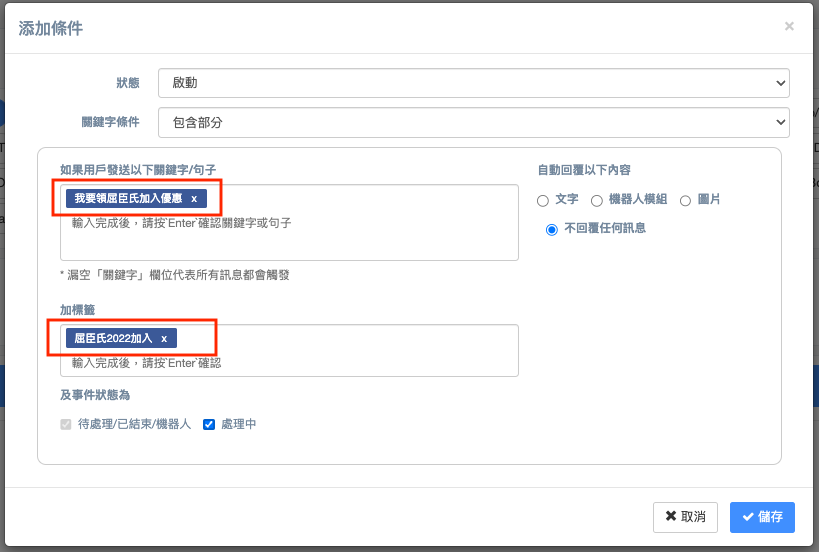 添加條件 ×
狀態 啟動
關鍵字條件 包含部分
如果用戶發送以下關鍵字/句子
我要領屈臣氏加入優惠 x
輸入完成後，請按`Enter`確認關鍵字或句子
* 漏空「關鍵字」欄位代表所有訊息都會觸發
自動回覆以下內容
文字 機器人模組 圖片
不回覆任何訊息
加標籤
屈臣氏2022加入 x
輸入完成後，請按`Enter`確認
及事件狀態為
待處理/已結束/機器人 處理中
取消 儲存